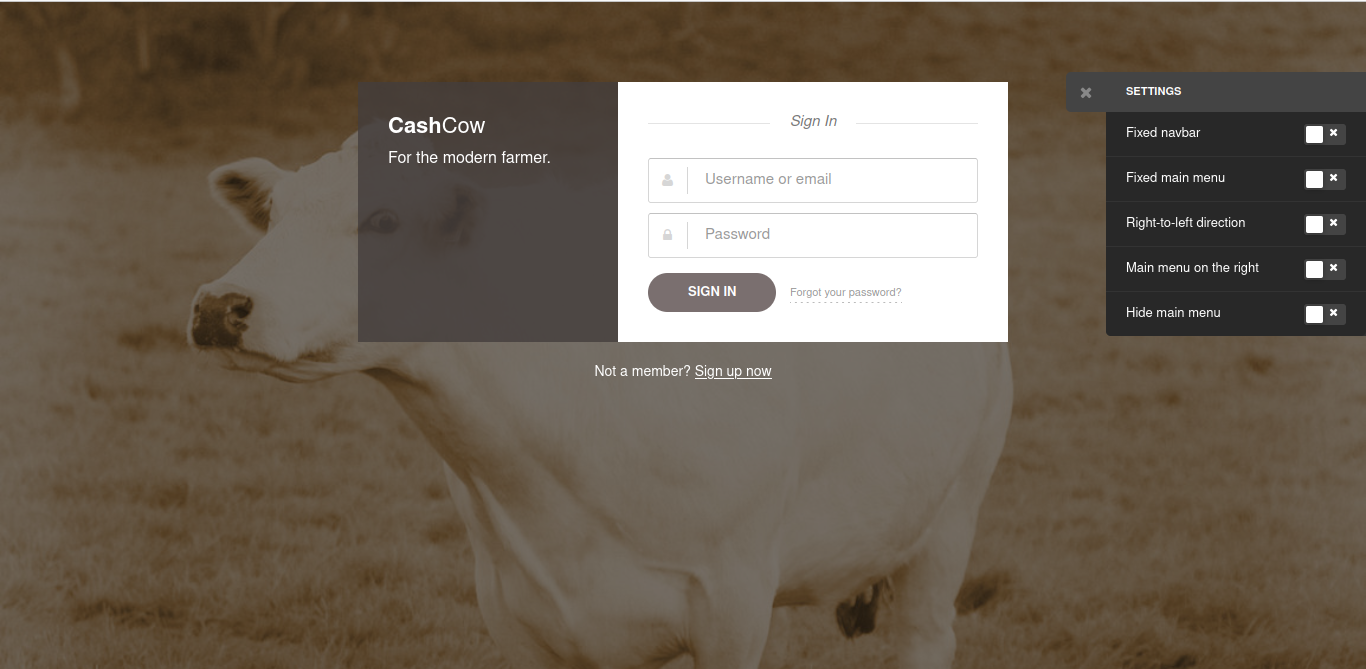 CashCow
For the modern farmer.
Sign In
Username or email
Password
SIGN IN
Forgot your password?
Not a member? Sign up now
SETTINGS
Fixed navbar
Fixed main menu
Right-to-left direction
Main menu on the right
Hide main menu